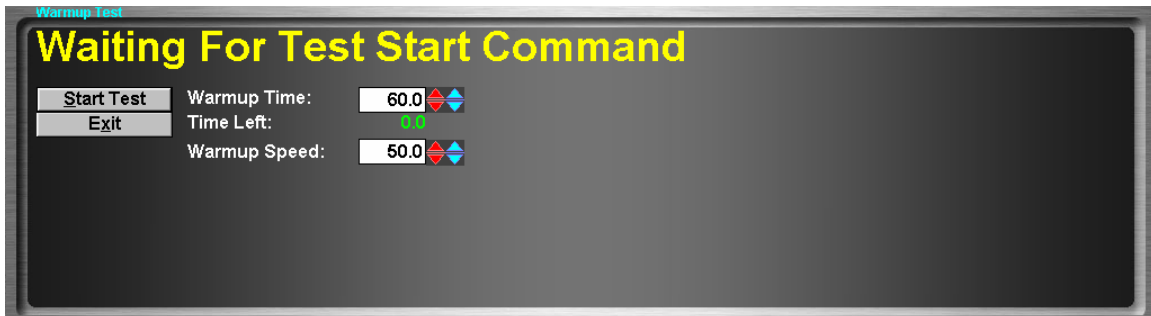 Warmup Test
Waiting For Test Start Command
Start Test Warmup Time: 60.0
Exit Time Left: 0.0
Warmup Speed: 50.0